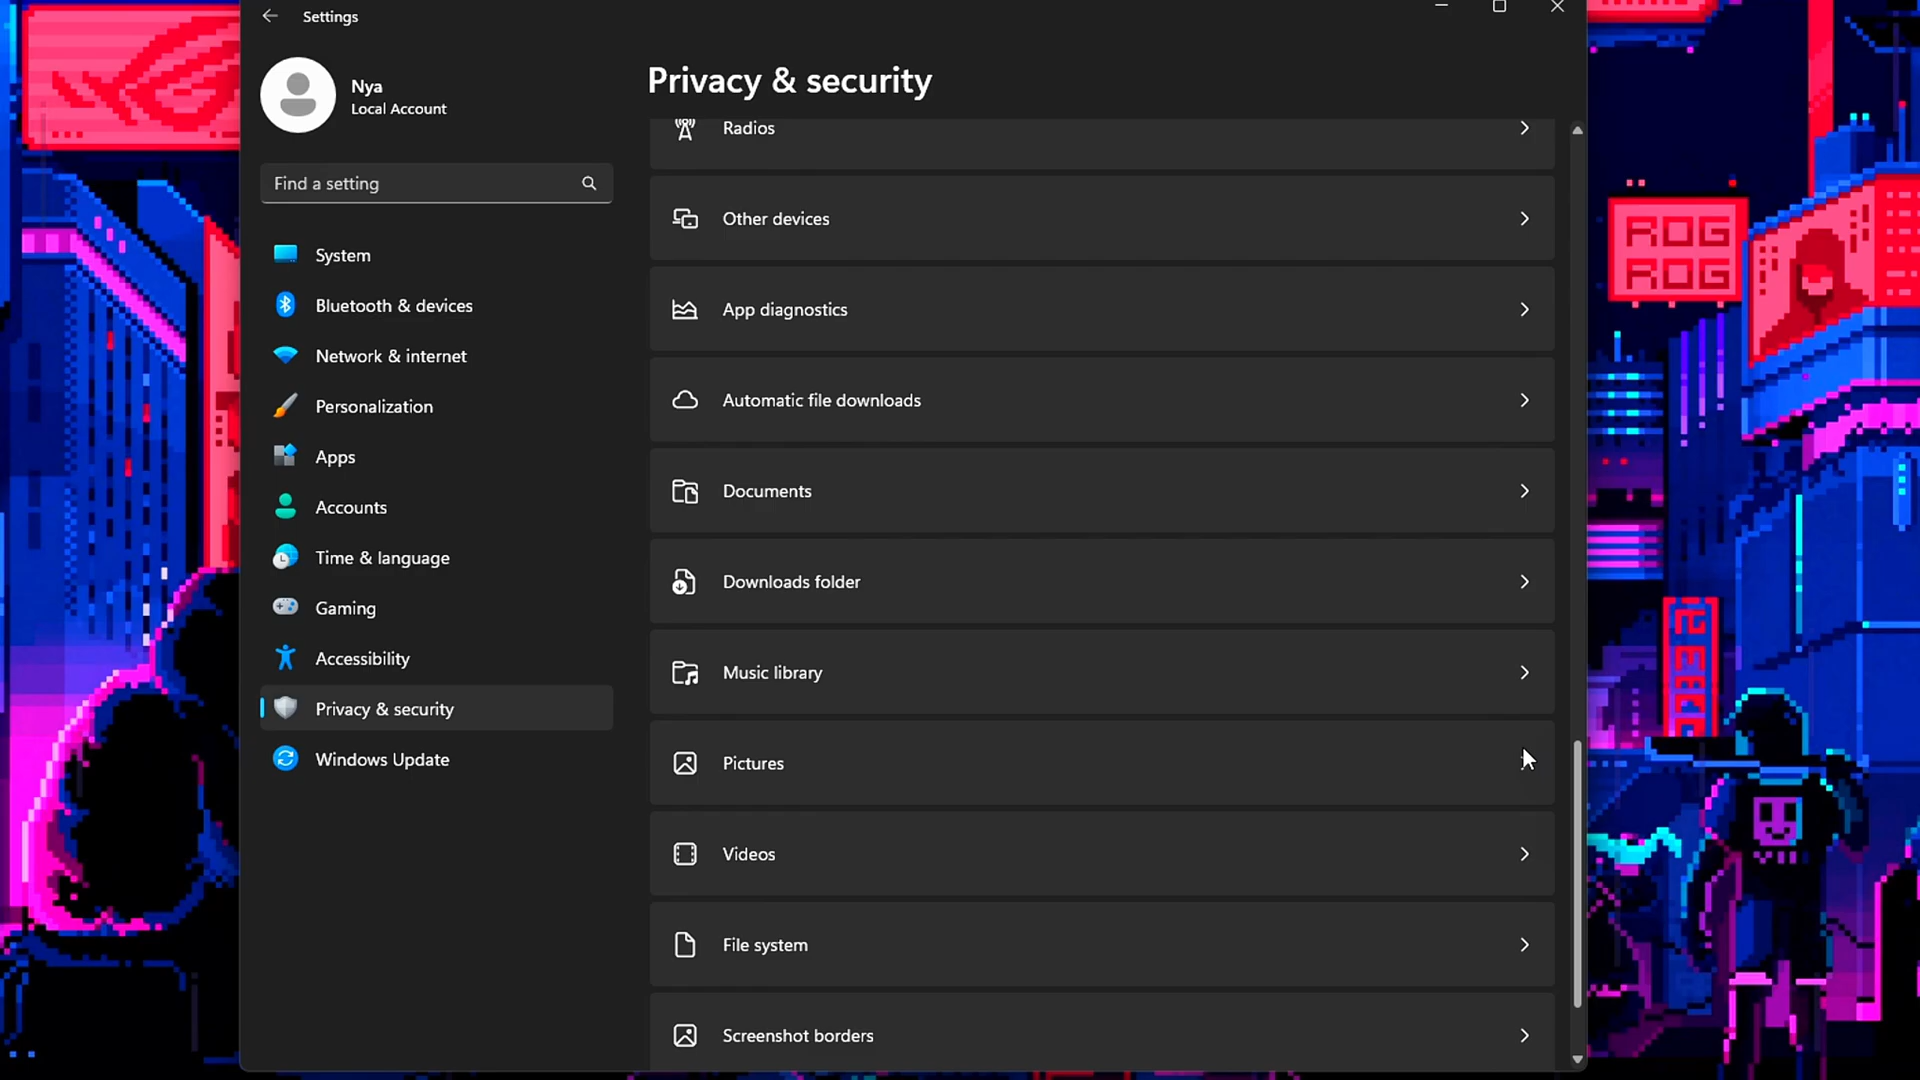 Settings
Nya
Local Account
Find a setting
System
Bluetooth & devices
Network & internet
Personalization
Apps
Accounts
Time & language
Gaming
Accessibility
Privacy & security
Windows Update
Privacy & security
Radios
Other devices
App diagnostics
Automatic file downloads
Documents
Downloads folder
Music library
Pictures
Videos
File system
Screenshot borders
ROG
ROG